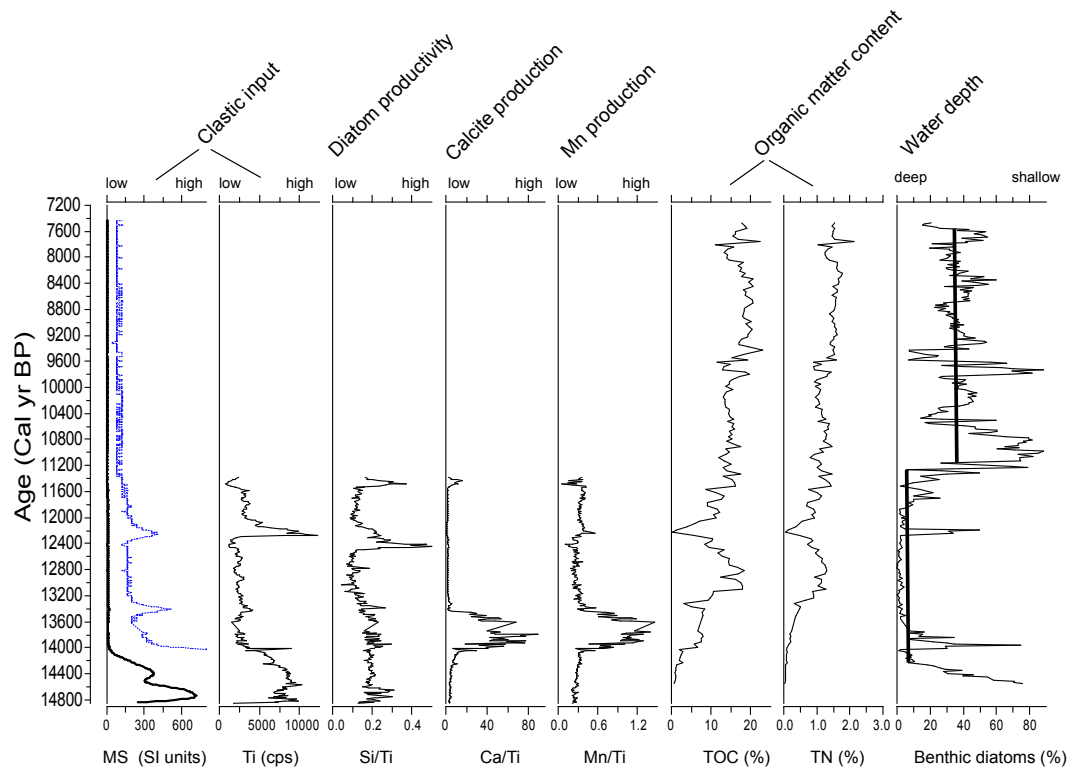 Clastic input
Diatom productivity
Calcite production
Mn production
Organic matter content
Water depth
low high low high low high low high low high deep shallow
7200
7600
8000
8400
8800
9200
9600
10000
10400
10800
11200
11600
12000
12400
12800
13200
13600
14000
14400
14800
Age (Cal yr BP)
0 300 600 0 5000 10000 0.0 0.2 0.4 0 40 80 0.0 0.6 1.2 0 10 20 30 0.0 1.0 2.0 3.0 0 20 40 60 80
MS (SI units) Ti (cps) Si/Ti Ca/Ti Mn/Ti TOC (%) TN (%) Benthic diatoms (%)